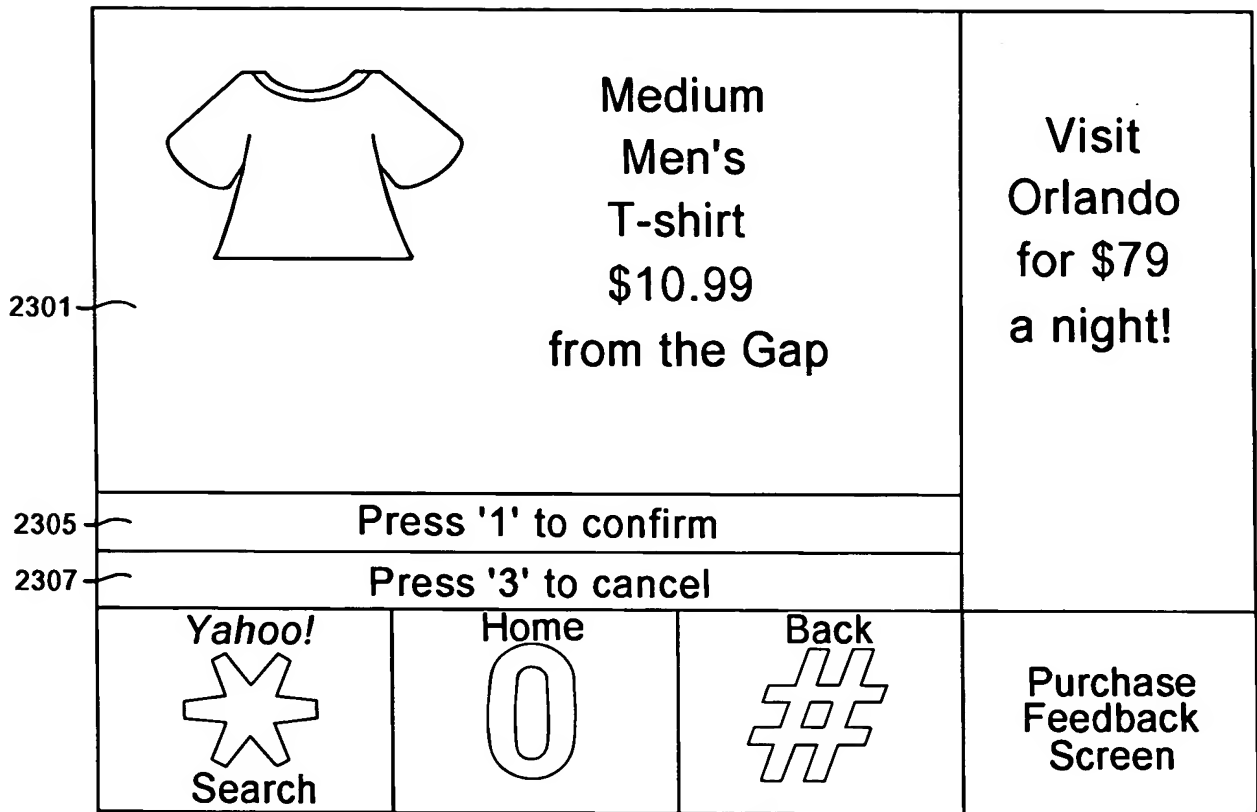 Medium
Men's
T-shirt
$10.99
from the Gap
Visit
Orlando
for $79
a night!
2301
2305
Press '1' to confirm
2307
Press '3' to cancel
Yahoo!
*
Search
Home
0
Back
#
Purchase
Feedback
Screen